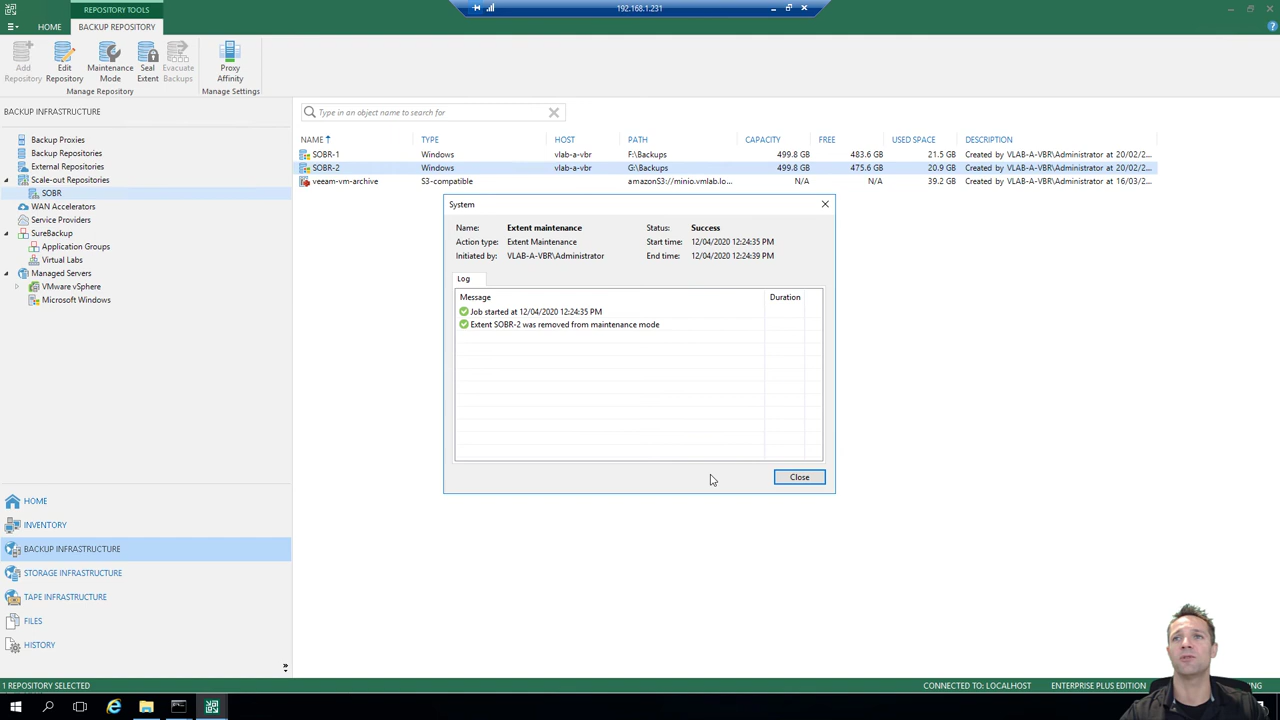 REPOSITORY TOOLS
192.168.1.231
HOME
BACKUP REPOSITORY
Add Repository
Edit Repository
Maintenance Mode
Seal Extent
Evacuate Backups
Proxy Affinity
Manage Repository
Manage Settings
BACKUP INFRASTRUCTURE
Backup Proxies
Backup Repositories
External Repositories
Scale-out Repositories
SOBR
WAN Accelerators
Service Providers
SureBackup
Application Groups
Virtual Labs
Managed Servers
VMware vSphere
Microsoft Windows
HOME
INVENTORY
BACKUP INFRASTRUCTURE
STORAGE INFRASTRUCTURE
TAPE INFRASTRUCTURE
FILES
HISTORY
Type in an object name to search for
NAME TYPE HOST PATH CAPACITY FREE USED SPACE DESCRIPTION
SOBR-1 Windows vlab-a-vbr F:\Backups 499.8 GB 483.6 GB 21.5 GB Created by VLAB-A-VBR\Administrator at 20/02/2...
SOBR-2 Windows vlab-a-vbr G:\Backups 499.8 GB 475.6 GB 20.9 GB Created by VLAB-A-VBR\Administrator at 20/02/2...
veeam-vm-archive S3-compatible amazonS3://minio.vmlab.lo... N/A N/A 39.2 GB Created by VLAB-A-VBR\Administrator at 16/03/2...
System
Name: Extent maintenance Status: Success
Action type: Extent Maintenance Start time: 12/04/2020 12:24:35 PM
Initiated by: VLAB-A-VBR\Administrator End time: 12/04/2020 12:24:39 PM
Log
Message Duration
Job started at 12/04/2020 12:24:35 PM
Extent SOBR-2 was removed from maintenance mode
Close
1 REPOSITORY SELECTED
CONNECTED TO: LOCALHOST
ENTERPRISE PLUS EDITION